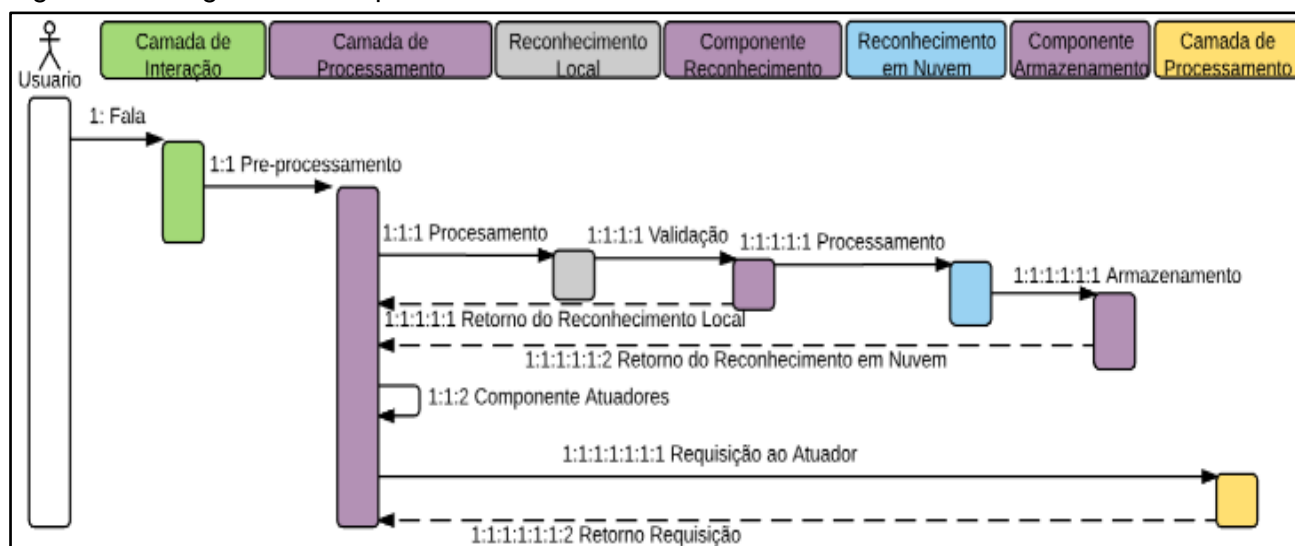 Camada de
Interação
Camada de
Processamento
Reconhecimento
Local
Componente
Reconhecimento
Reconhecimento
em Nuvem
Componente
Armazenamento
Camada de
Processamento
Usuario
1: Fala
1:1 Pre-processamento
1:1:1 Procesamento
1:1:1:1 Validação
1:1:1:1:1 Processamento
1:1:1:1:1:1 Armazenamento
1:1:1:1:1 Retorno do Reconhecimento Local
1:1:1:1:1:2 Retorno do Reconhecimento em Nuvem
1:1:2 Componente Atuadores
1:1:1:1:1:1:1 Requisição ao Atuador
1:1:1:1:1:1:2 Retorno Requisição